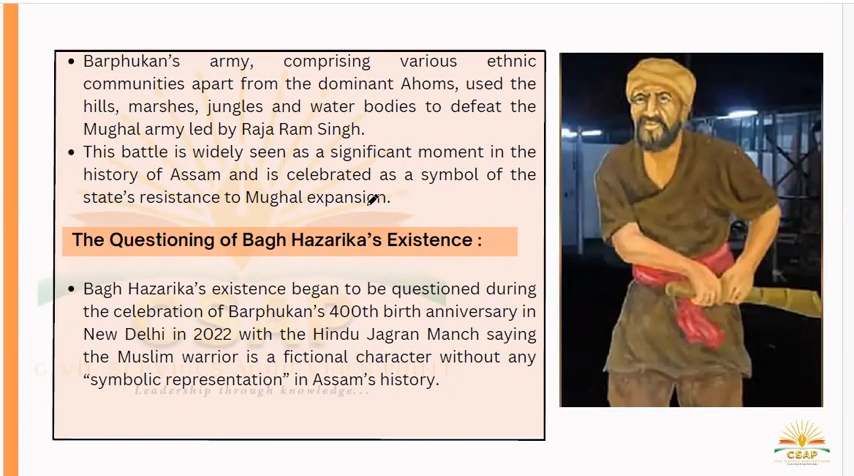 • Barphukan's army, comprising various ethnic
communities apart from the dominant Ahoms, used the
hills, marshes, jungles and water bodies to defeat the
Mughal army led by Raja Ram Singh.
• This battle is widely seen as a significant moment in the
history of Assam and is celebrated as a symbol of the
state's resistance to Mughal expansion.
The Questioning of Bagh Hazarika's Existence :
• Bagh Hazarika's existence began to be questioned during
the celebration of Barphukan's 400th birth anniversary in
New Delhi in 2022 with the Hindu Jagran Manch saying
the Muslim warrior is a fictional character without any
"symbolic representation" in Assam's history.
Leadership through knowledge...
CSAP